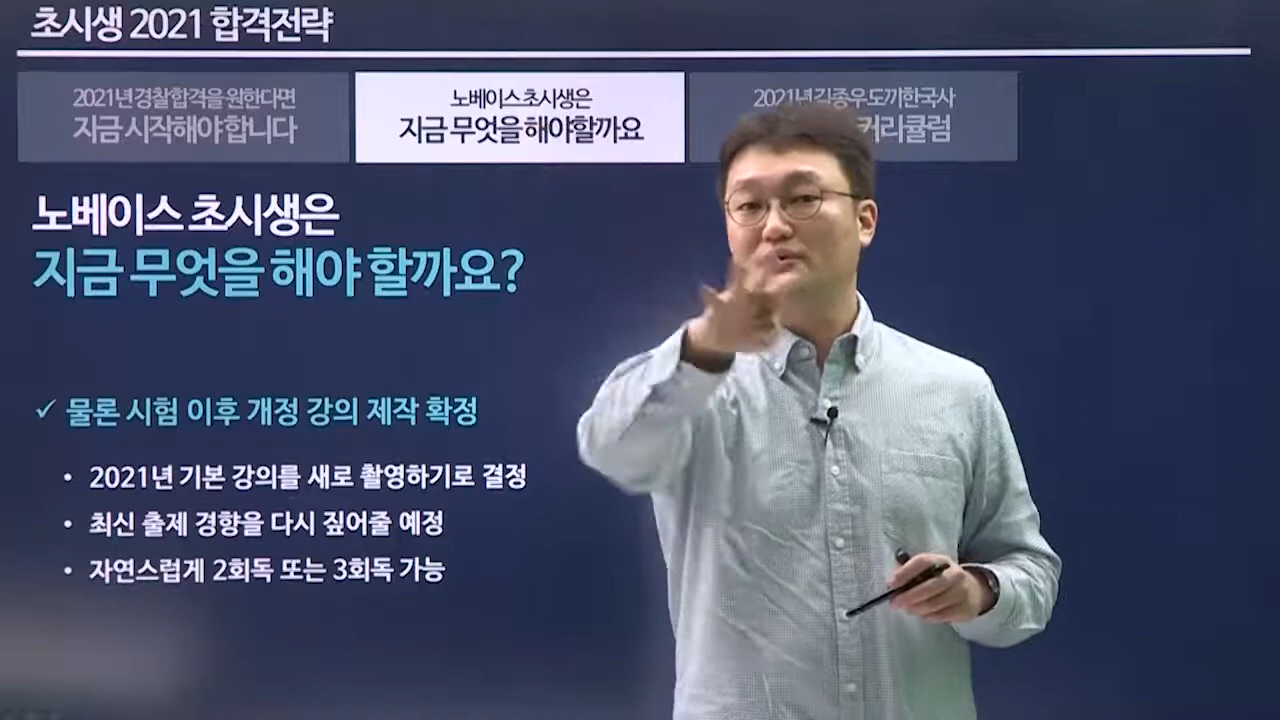 초시생 2021 합격전략
2021년 경찰합격을 원한다면
지금 시작해야 합니다
노베이스 초시생은
지금 무엇을 해야할까요
2021년 김종우 도끼한국사
커리큘럼
노베이스 초시생은
지금 무엇을 해야 할까요?
✓ 물론 시험 이후 개정 강의 제작 확정
• 2021년 기본 강의를 새로 촬영하기로 결정
• 최신 출제 경향을 다시 짚어줄 예정
• 자연스럽게 2회독 또는 3회독 가능